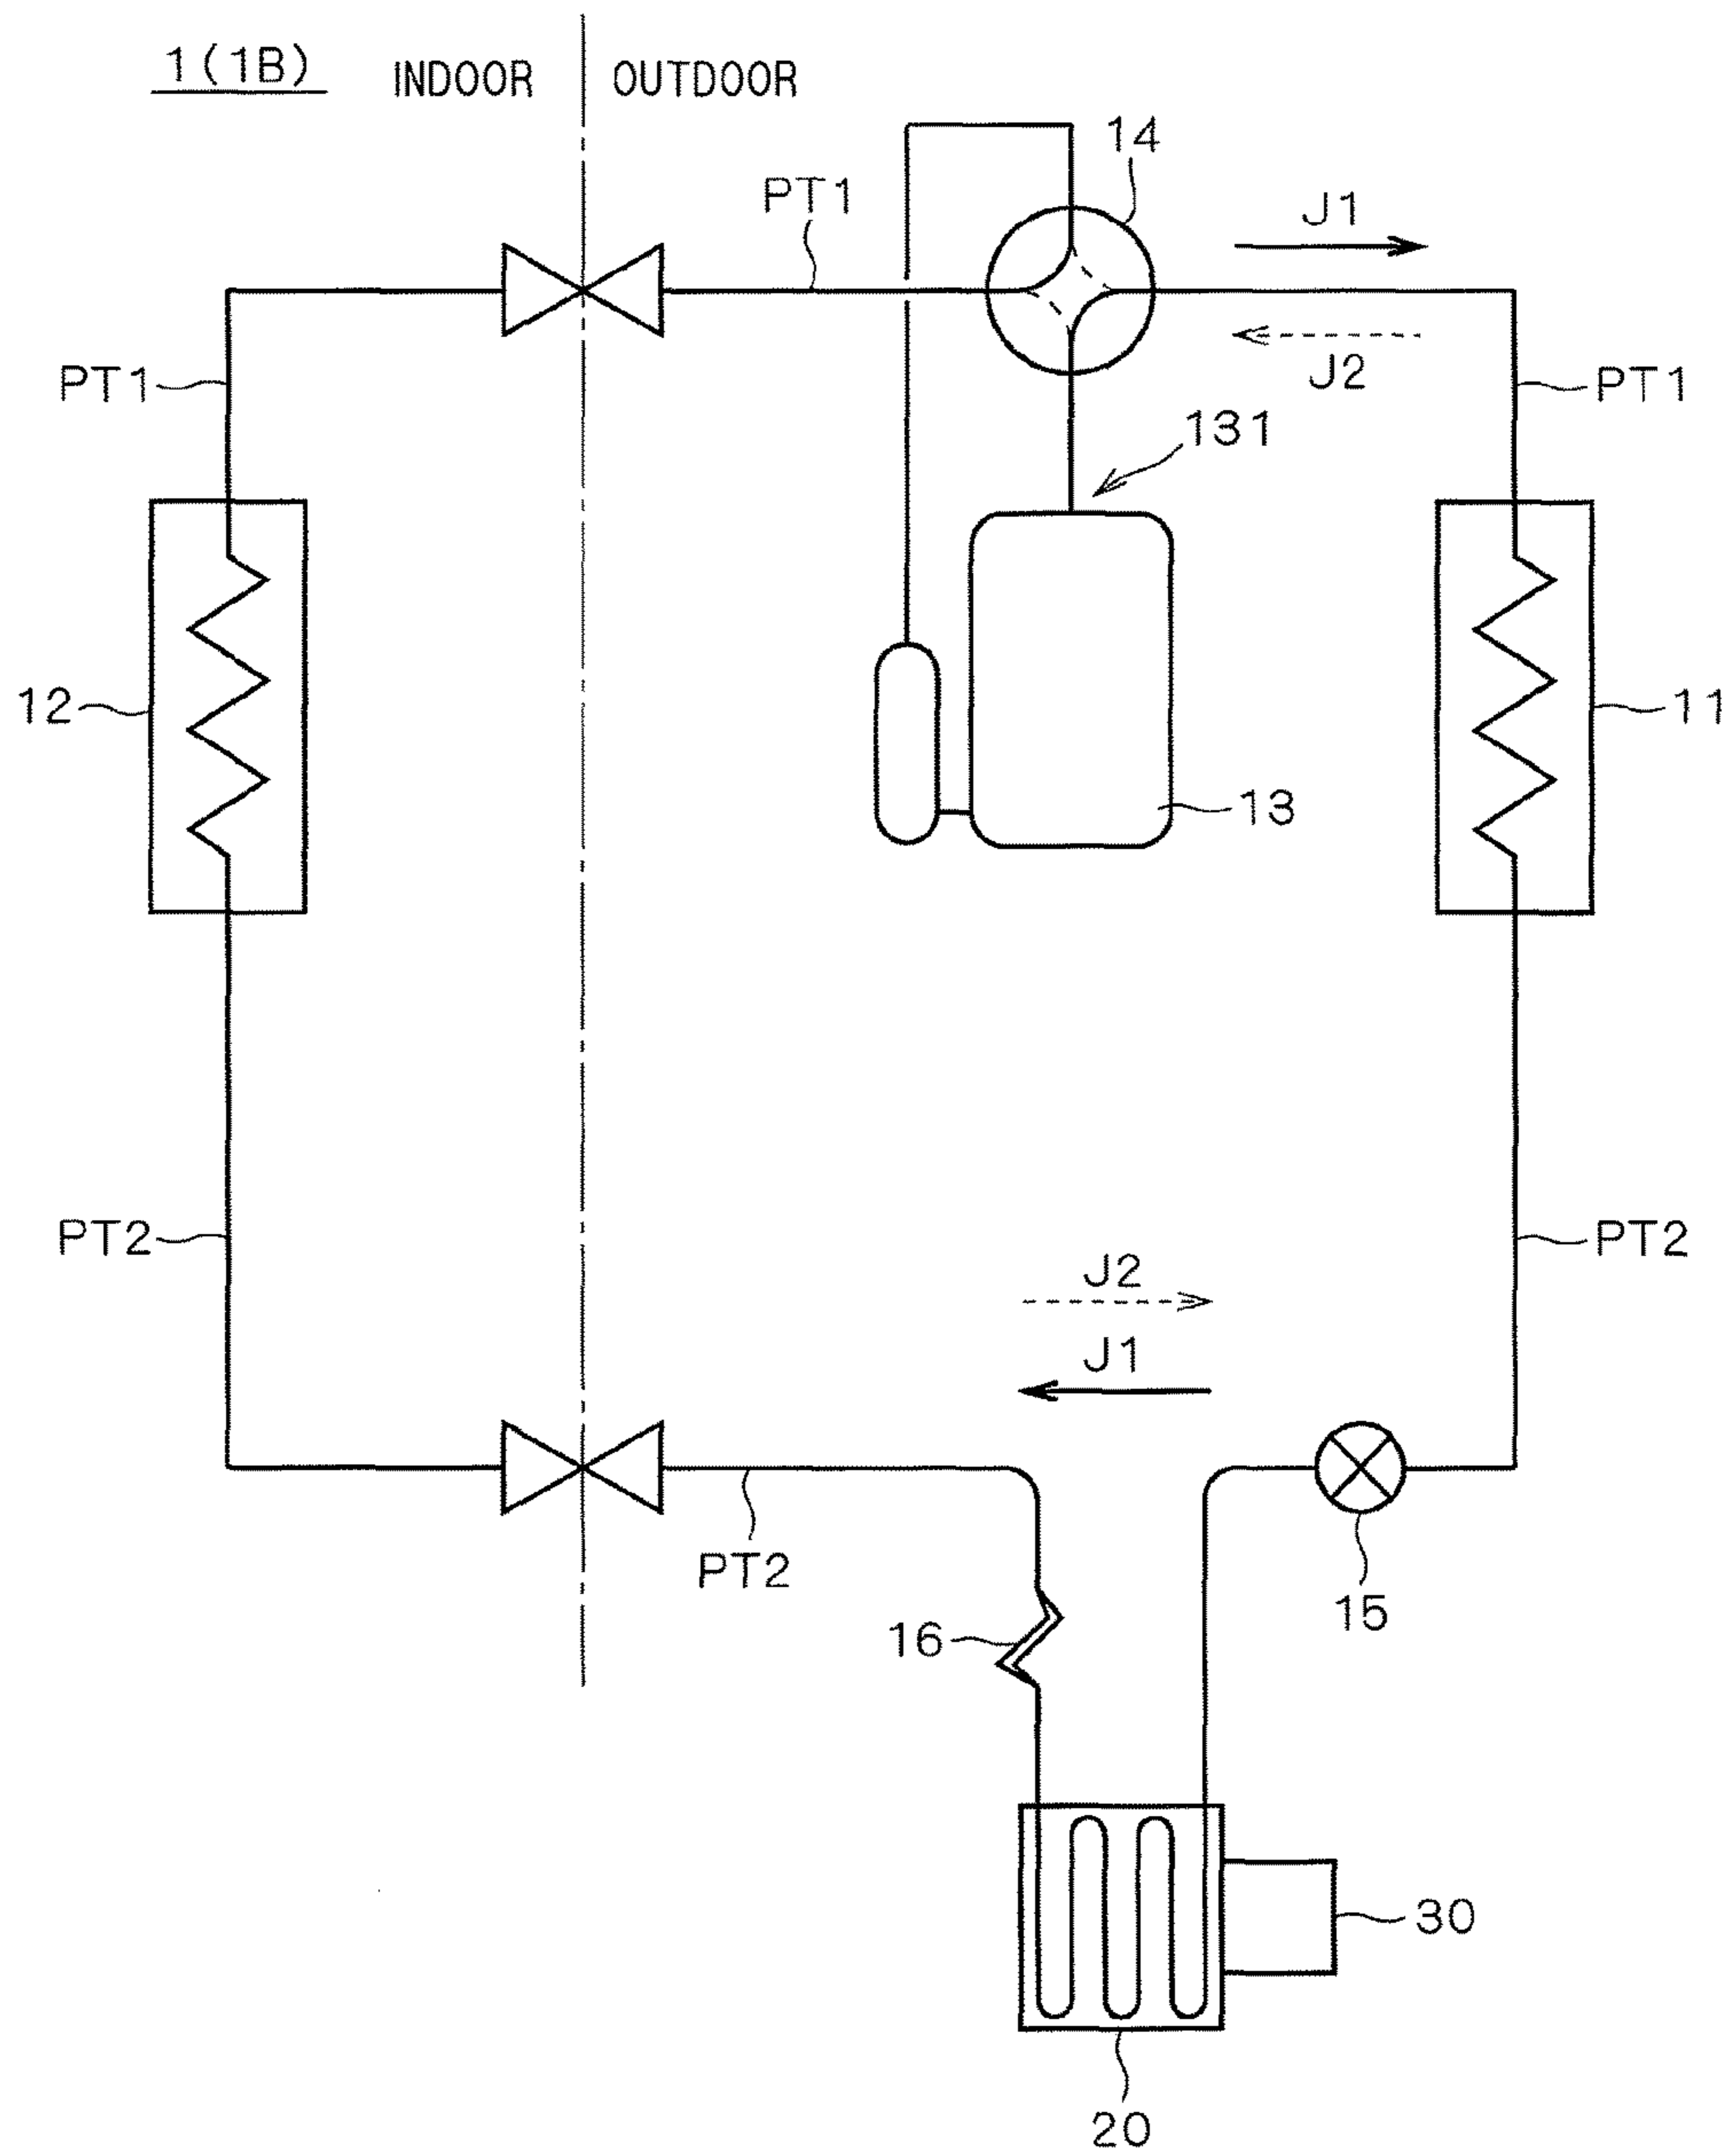 1(1B)
INDOOR
OUTDOOR
14
PT1
J1
J2
PT1
PT1
131
12
11
13
PT2
PT2
J2
J1
PT2
15
16
30
20